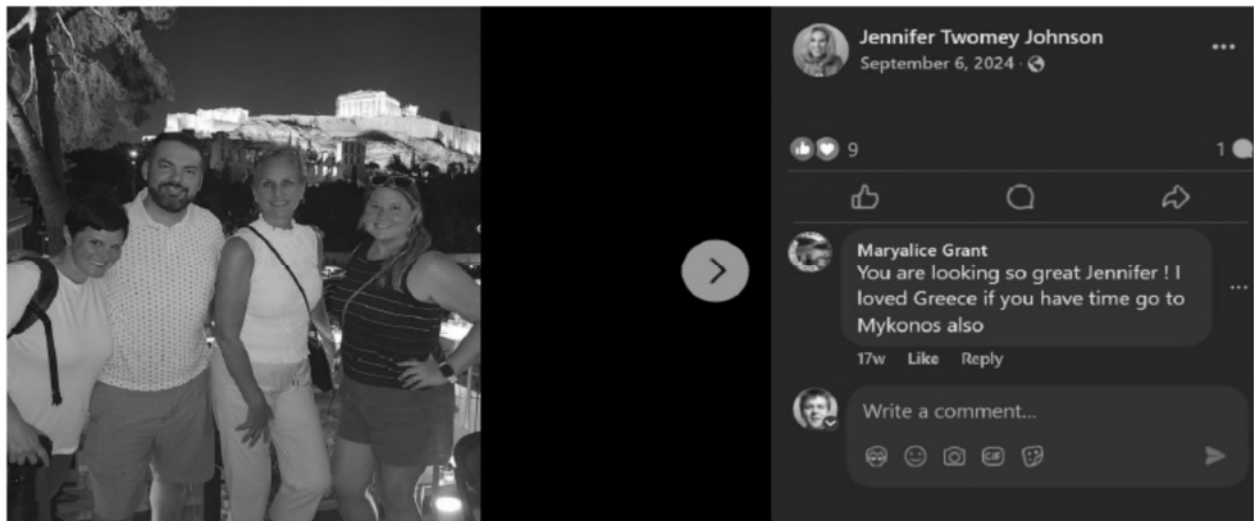 Jennifer Twomey Johnson
September 6, 2024 ·
9
1
Maryalice Grant
You are looking so great Jennifer ! I
loved Greece if you have time go to
Mykonos also
17w Like Reply
Write a comment...
GIF